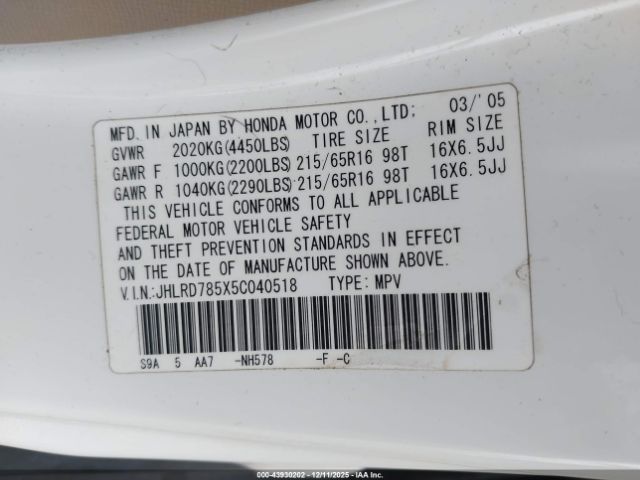 MFD. IN JAPAN BY HONDA MOTOR CO.,LTD; 03/'05
GVWR 2020KG(4450LBS) TIRE SIZE RIM SIZE
GAWR F 1000KG(2200LBS) 215/65R16 98T 16X6.5JJ
GAWR R 1040KG(2290LBS) 215/65R16 98T 16X6.5JJ
THIS VEHICLE CONFORMS TO ALL APPLICABLE
FEDERAL MOTOR VEHICLE SAFETY
AND THEFT PREVENTION STANDARDS IN EFFECT
ON THE DATE OF MANUFACTURE SHOWN ABOVE.
V.I.N.:JHLRD785X5C040518 TYPE: MPV
S9A 5 AA7 -NH578 -F -C
000-43930202 - 12/11/2025 - IAA Inc.